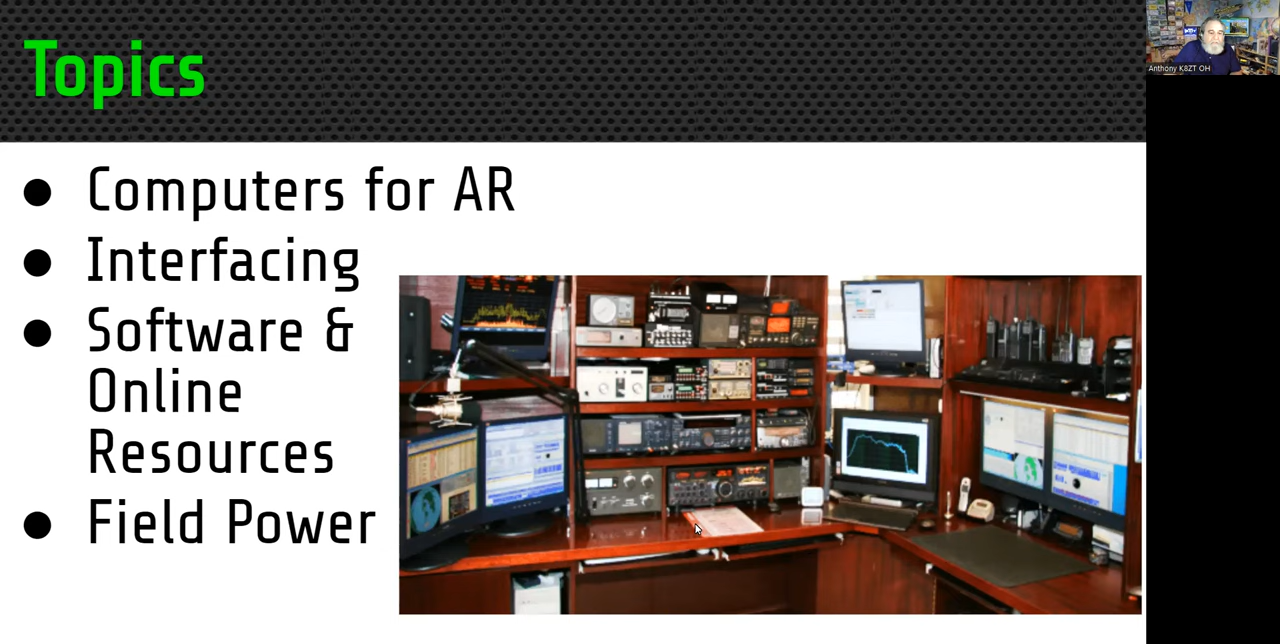 Topics
Anthony K8ZT OH
● Computers for AR
● Interfacing
● Software &
Online
Resources
● Field Power